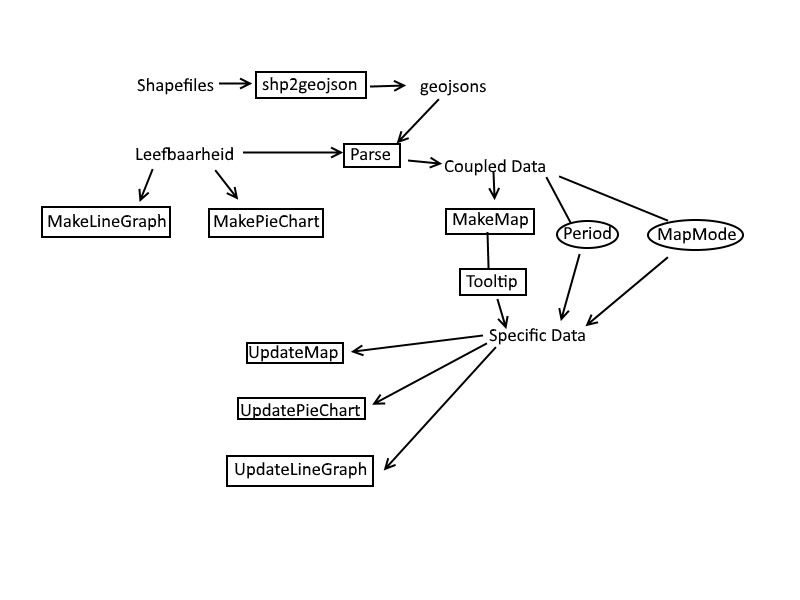 Shapefiles
shp2geojson
geojsons
Leefbaarheid
Parse
Coupled Data
MakeLineGraph
MakePieChart
MakeMap
Period
MapMode
Tooltip
Specific Data
UpdateMap
UpdatePieChart
UpdateLineGraph